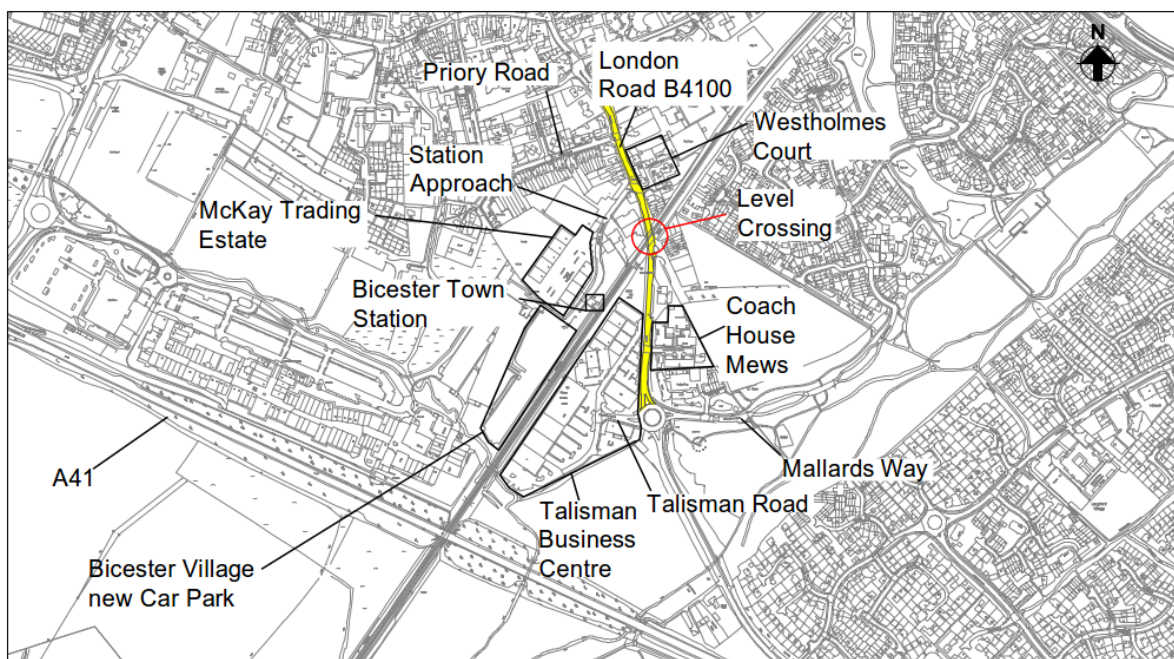 N
London
Road B4100
Priory Road
Westholmes
Court
Station
Approach
McKay Trading
Estate
Level
Crossing
Bicester Town
Station
Coach
House
Mews
A41
Mallards Way
Talisman Road
Talisman
Business
Centre
Bicester Village
new Car Park